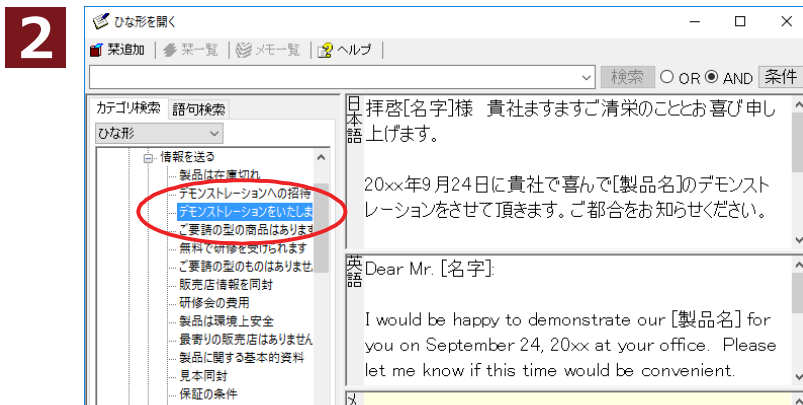 2
ひな形を開く
栞追加 栞一覧 メモ一覧 ヘルプ
検索 OR AND 条件
カテゴリ検索 語句検索
ひな形
情報を送る
製品は在庫切れ
デモンストレーションへの招待
デモンストレーションをいたしま
ご要請の型の商品はあります
無料で研修を受けられます
ご要請の型のものはありませ
販売店情報を同封
研修会の費用
製品は環境上安全
最寄りの販売店はありません
製品に関する基本的資料
見本同封
保証の条件
日本語
拝啓[名字]様 貴社ますますご清栄のこととお喜び申し
上げます。
20xx年9月24日に貴社で喜んで[製品名]のデモンスト
レーションをさせて頂きます。ご都合をお知らせください。
英語
Dear Mr. [名字]:
I would be happy to demonstrate our [製品名] for
you on September 24, 20xx at your office. Please
let me know if this time would be convenient.